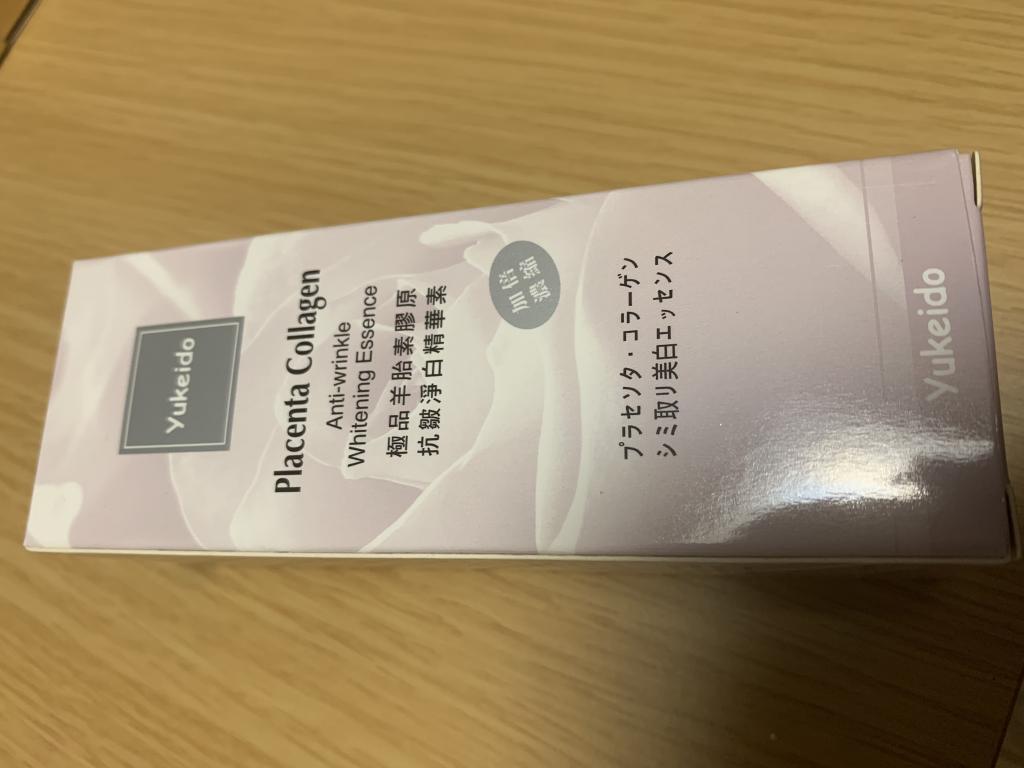 Yukeido
Placenta Collagen
Anti-wrinkle
Whitening Essence
極品羊胎素膠原
抗皺淨白精華素
加倍
濃縮
プラセソタ・コラーゲン
シミ取り美白エッセンス
Yukeido